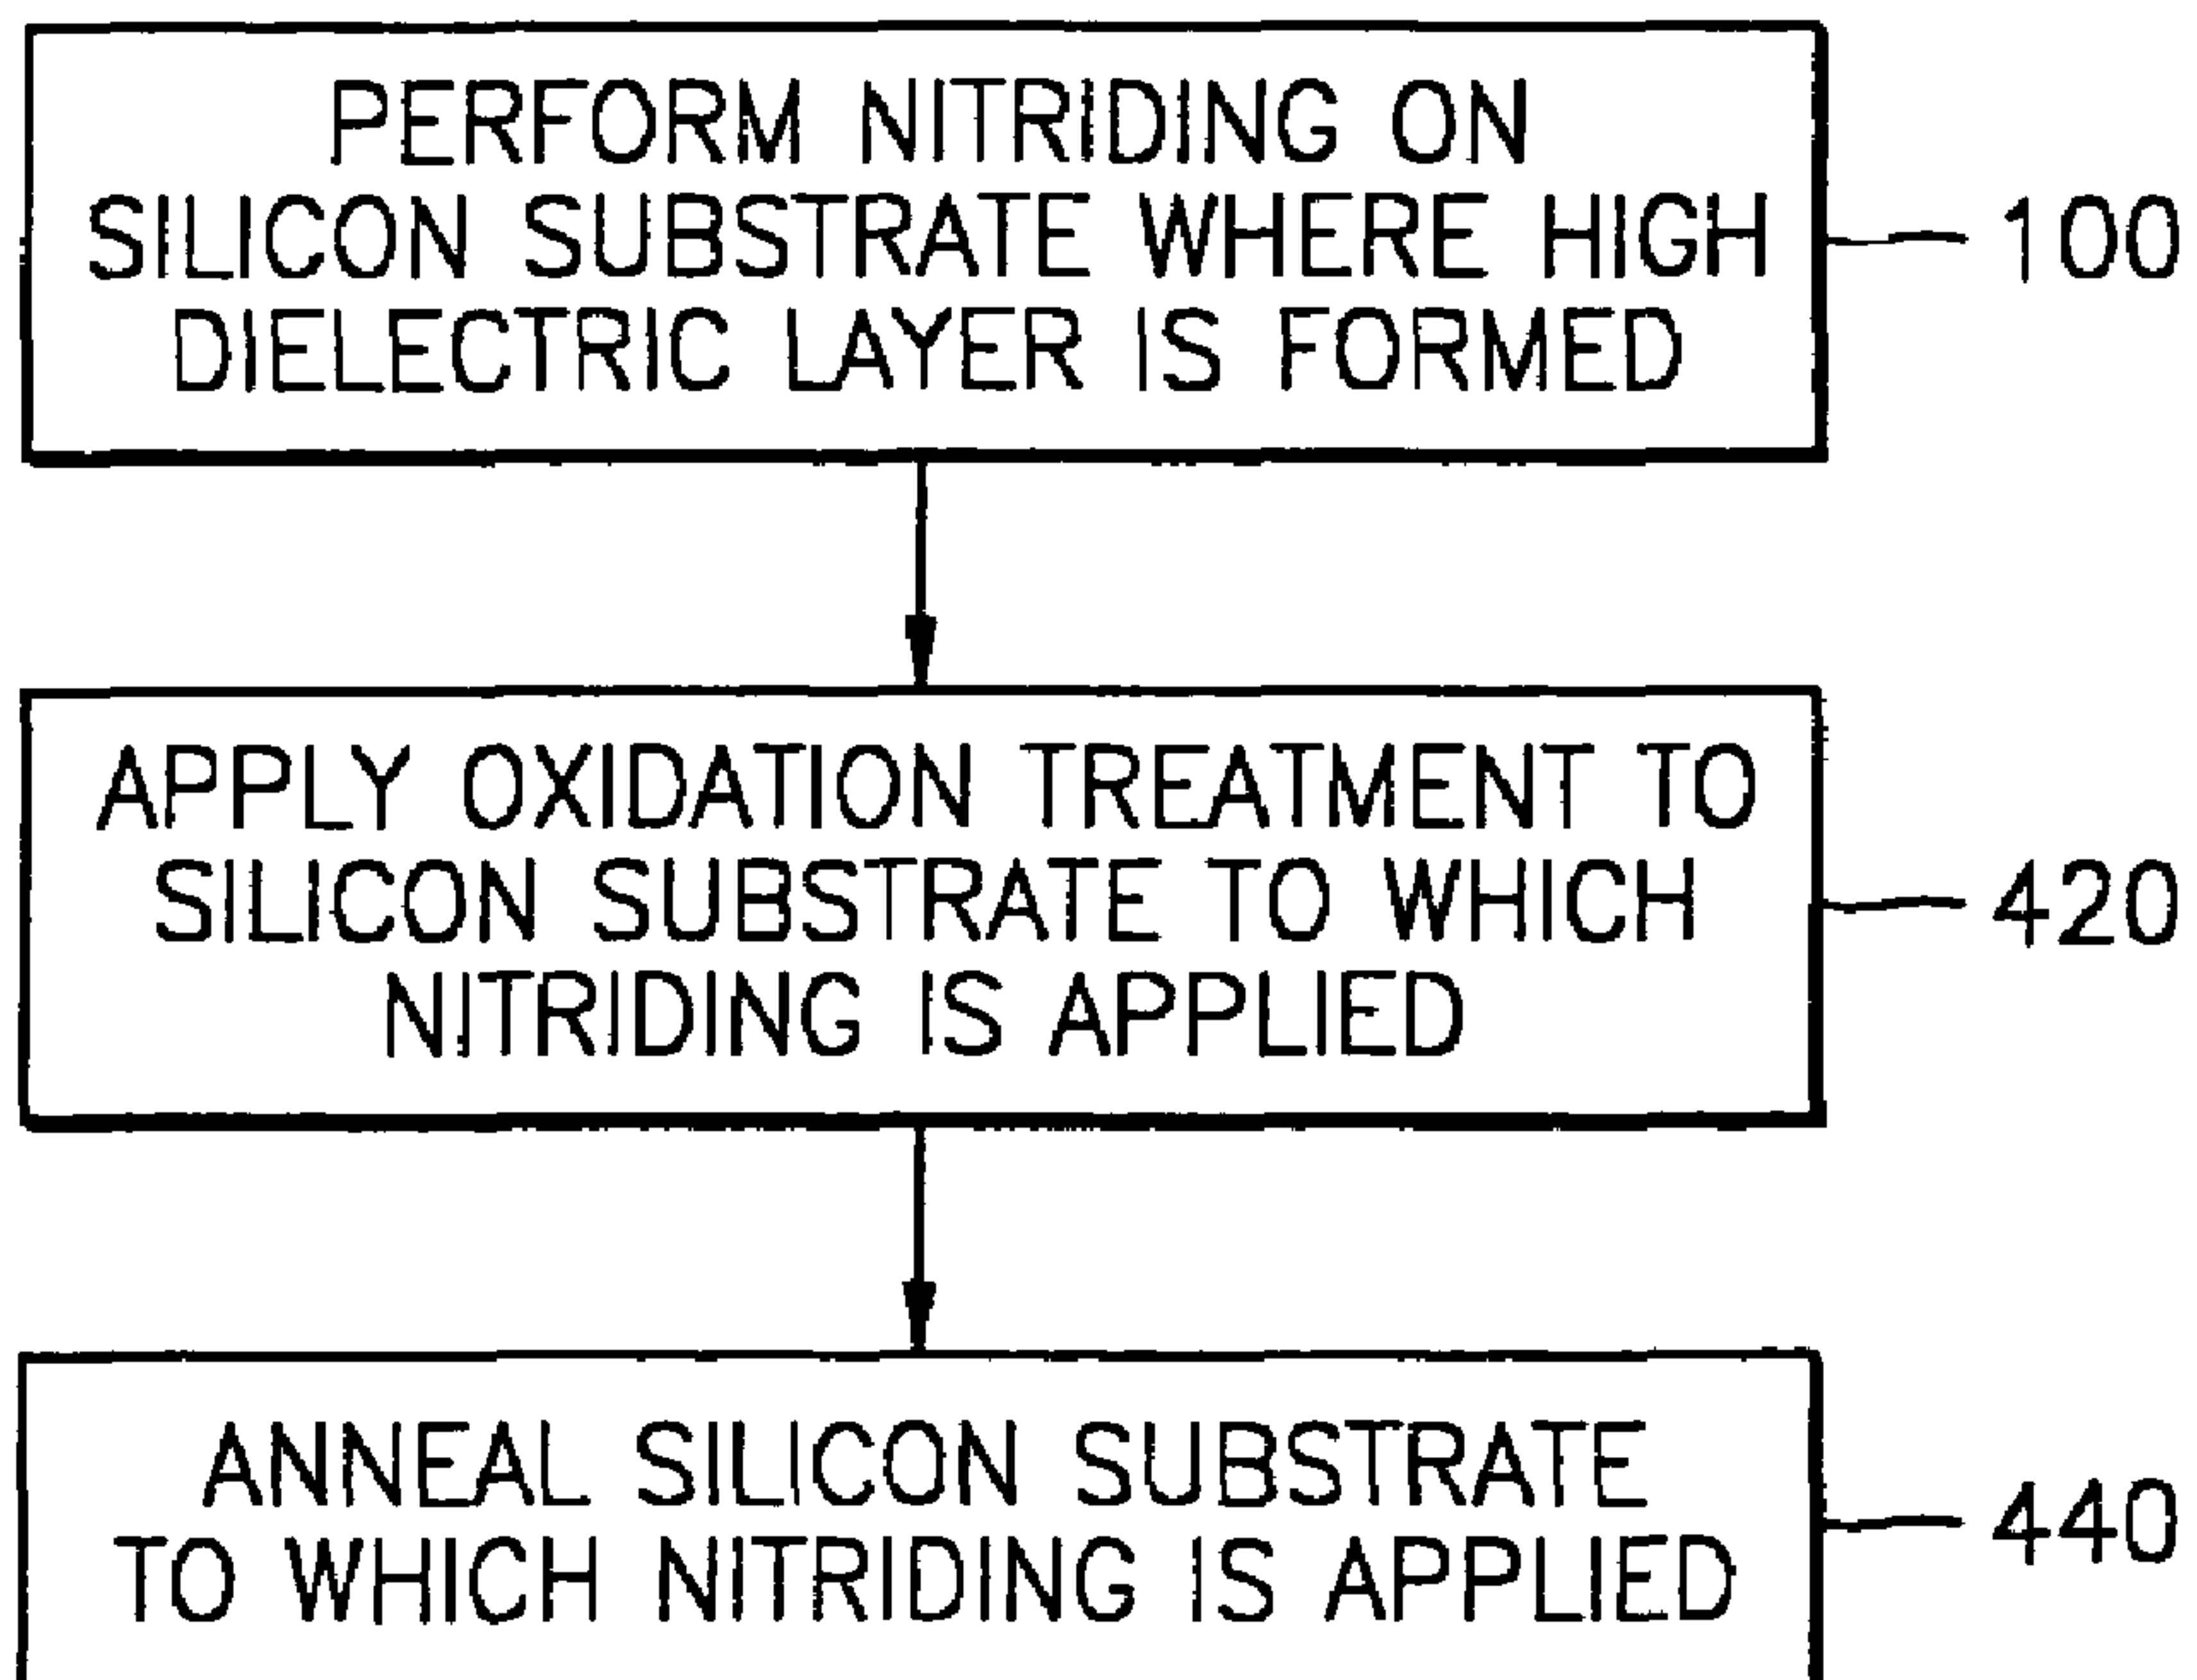 PERFORM NITRIDING ON
SILICON SUBSTRATE WHERE HIGH
DIELECTRIC LAYER IS FORMED
100
APPLY OXIDATION TREATMENT TO
SILICON SUBSTRATE TO WHICH
NITRIDING IS APPLIED
420
ANNEAL SILICON SUBSTRATE
TO WHICH NITRIDING IS APPLIED
440